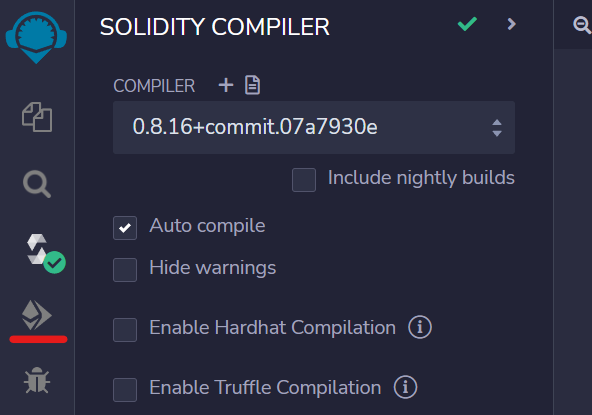 SOLIDITY COMPILER
COMPILER
0.8.16+commit.07a7930e
Include nightly builds
Auto compile
Hide warnings
Enable Hardhat Compilation
Enable Truffle Compilation